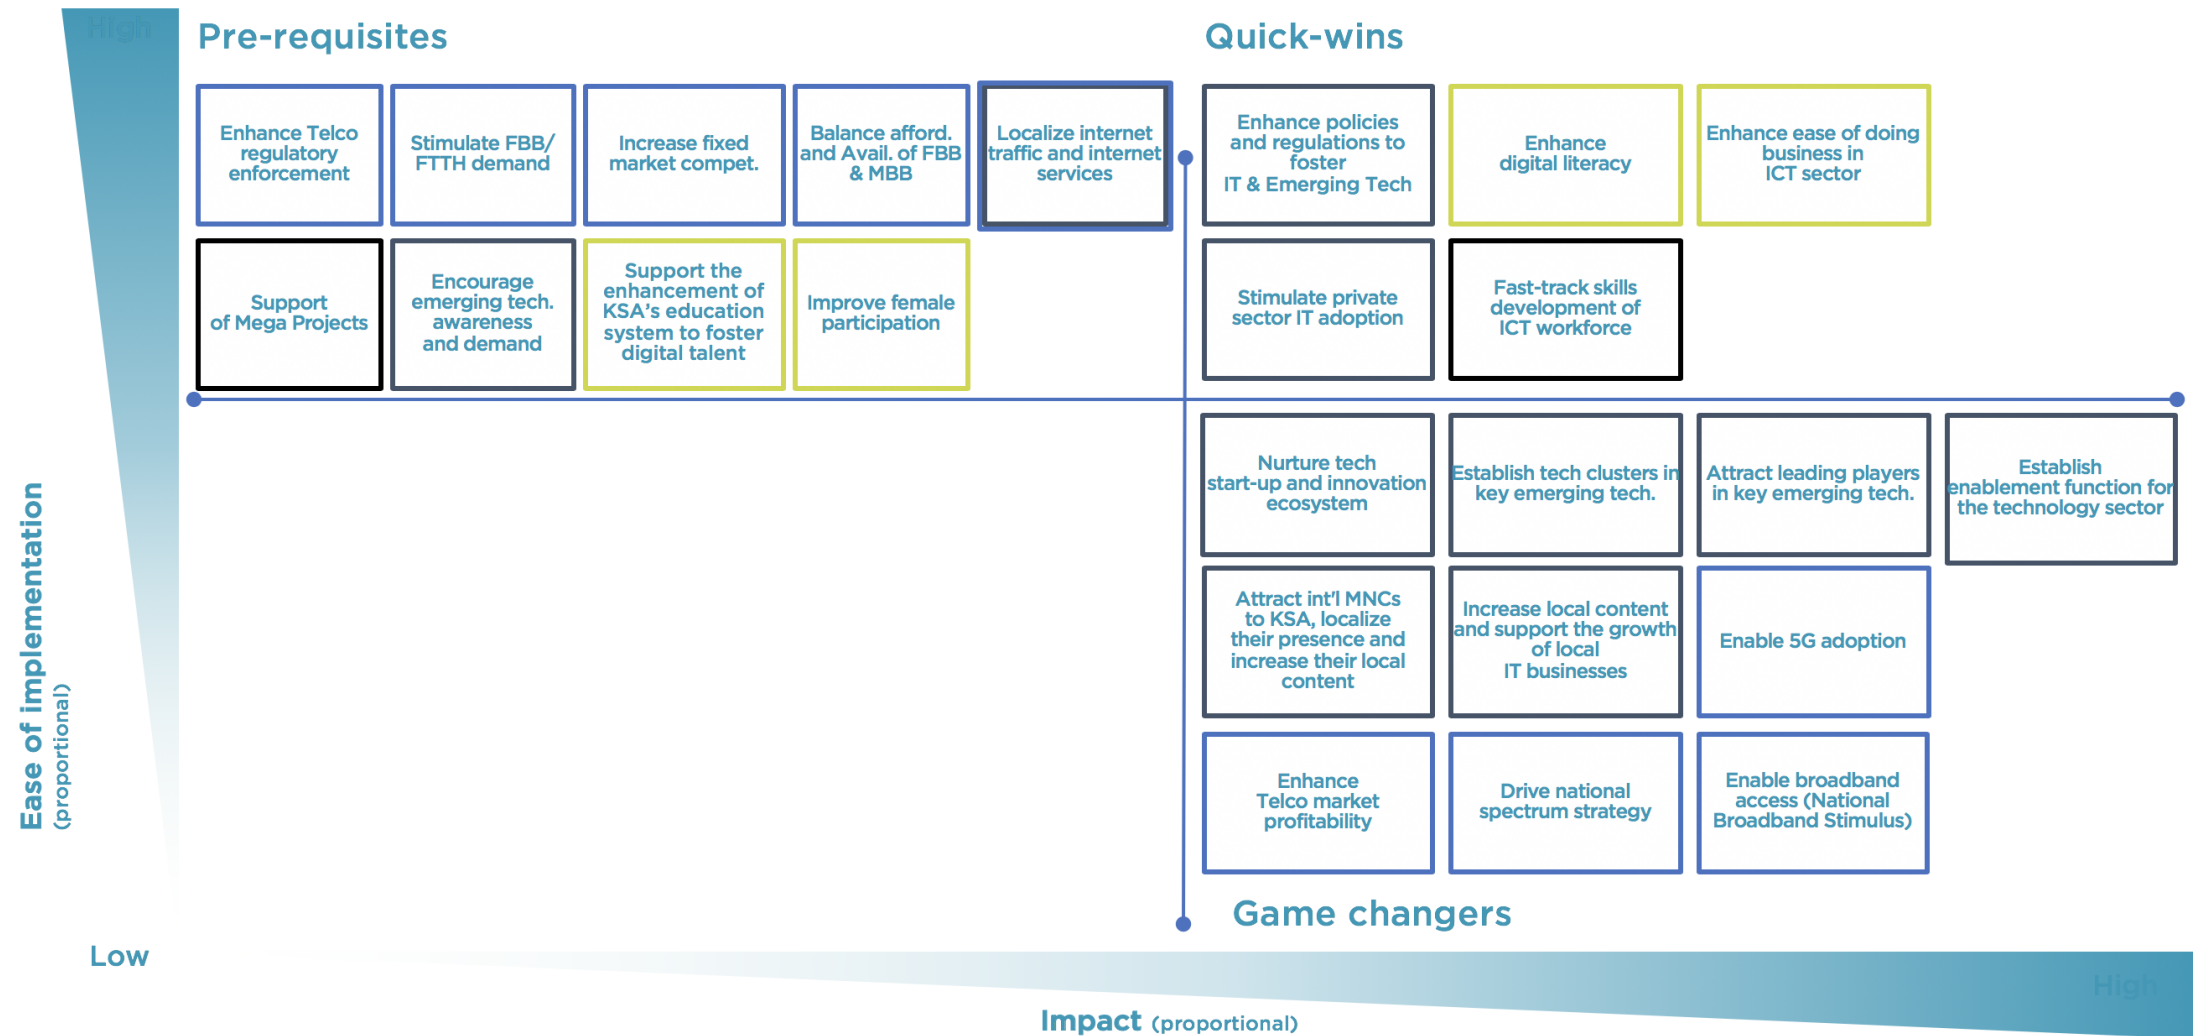 High
Pre-requisites
Quick-wins
Enhance Telco
regulatory
enforcement
Stimulate FBB/
FTTH demand
Increase fixed
market compet.
Balance afford.
and Avail. of FBB
& MBB
Localize internet
traffic and internet
services
Enhance policies
and regulations to
foster
IT & Emerging Tech
Enhance
digital literacy
Enhance ease of doing
business in
ICT sector
Support
of Mega Projects
Encourage
emerging tech.
awareness
and demand
Support the
enhancement of
KSA's education
system to foster
digital talent
Improve female
participation
Stimulate private
sector IT adoption
Fast-track skills
development of
ICT workforce
Nurture tech
start-up and innovation
ecosystem
Establish tech clusters in
key emerging tech.
Attract leading players
in key emerging tech.
Establish
enablement function for
the technology sector
Attract int'l MNCs
to KSA, localize
their presence and
increase their local
content
Increase local content
and support the growth
of local
IT businesses
Enable 5G adoption
Enhance
Telco market
profitability
Drive national
spectrum strategy
Enable broadband
access (National
Broadband Stimulus)
Game changers
Ease of implementation
(proportional)
Low
High
Impact (proportional)